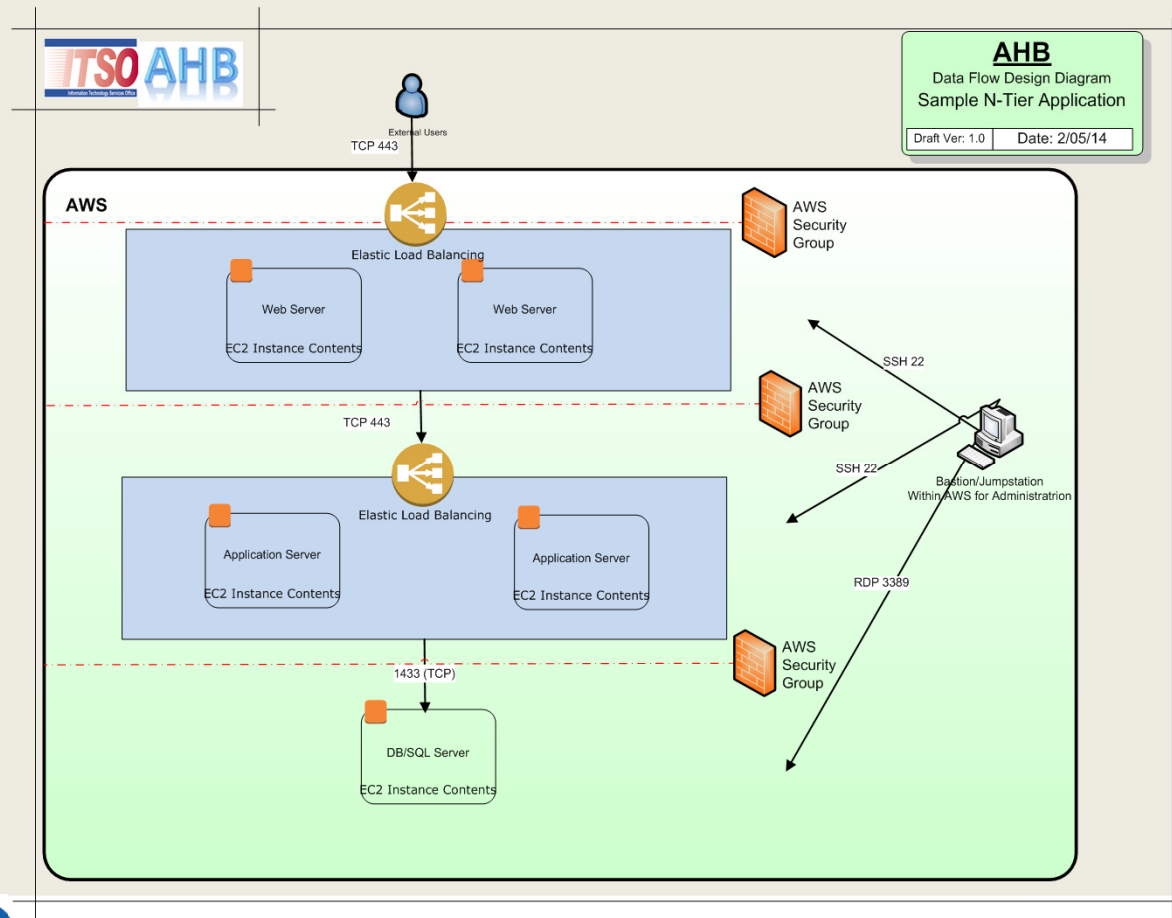 ITSO
Information Technology Services Office
AHB
AHB
Data Flow Design Diagram
Sample N-Tier Application
Draft Ver: 1.0
Date: 2/05/14
External Users
TCP 443
AWS
AWS
Security
Group
Elastic Load Balancing
Web Server
EC2 Instance Contents
Web Server
EC2 Instance Contents
SSH 22
AWS
Security
Group
TCP 443
SSH 22
Bastion/Jumpstation
Within AWS for Administratrion
Elastic Load Balancing
Application Server
EC2 Instance Contents
Application Server
EC2 Instance Contents
RDP 3389
AWS
Security
Group
1433 (TCP)
DB/SQL Server
EC2 Instance Contents